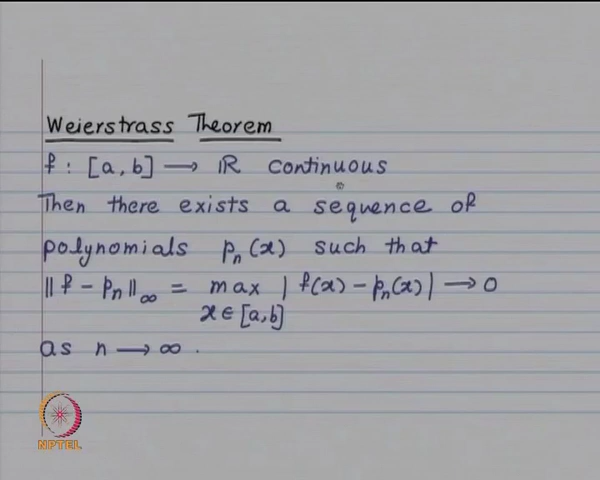 Weierstrass Theorem
f : [a, b] ⟶ ℝ continuous
Then there exists a sequence of
polynomials pₙ(x) such that
‖f − pₙ‖∞ = max | f(x) − pₙ(x)| ⟶ 0
x ∈ [a,b]
as n ⟶ ∞ .
NPTEL